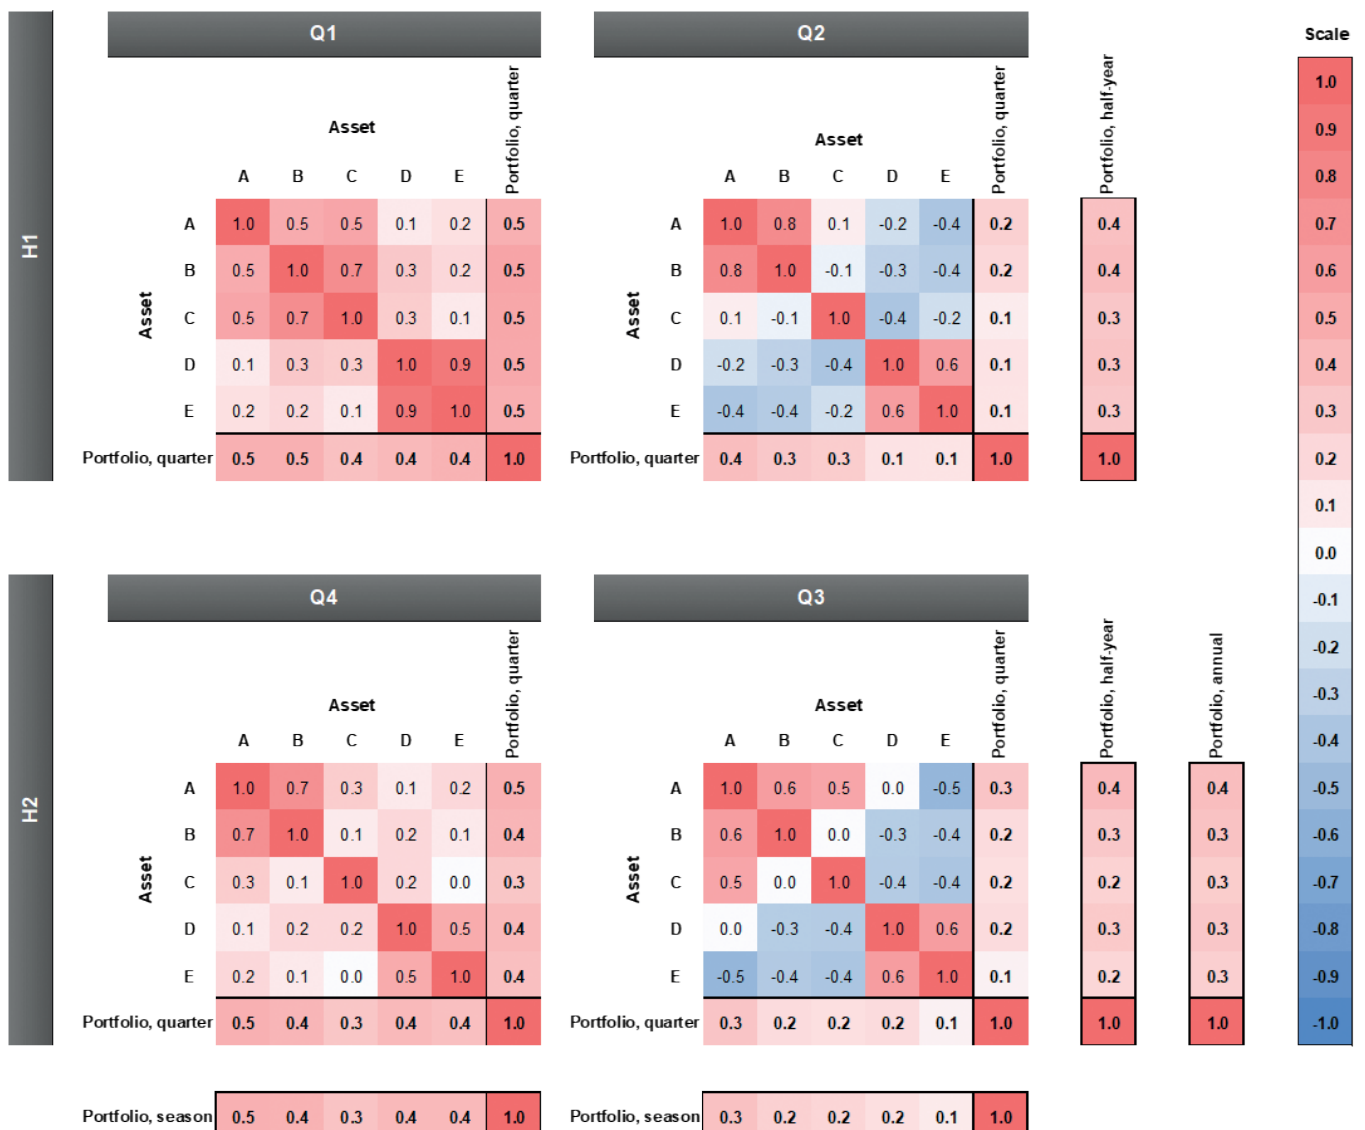 Q1
Q2
Scale
H1
Asset
Portfolio, quarter
A B C D E
Asset
A 1.0 0.5 0.5 0.1 0.2 0.5
B 0.5 1.0 0.7 0.3 0.2 0.5
C 0.5 0.7 1.0 0.3 0.1 0.5
D 0.1 0.3 0.3 1.0 0.9 0.5
E 0.2 0.2 0.1 0.9 1.0 0.5
Portfolio, quarter 0.5 0.5 0.4 0.4 0.4 1.0
Asset
Portfolio, quarter
A B C D E
Asset
A 1.0 0.8 0.1 -0.2 -0.4 0.2
B 0.8 1.0 -0.1 -0.3 -0.4 0.2
C 0.1 -0.1 1.0 -0.4 -0.2 0.1
D -0.2 -0.3 -0.4 1.0 0.6 0.1
E -0.4 -0.4 -0.2 0.6 1.0 0.1
Portfolio, quarter 0.4 0.3 0.3 0.1 0.1 1.0
Portfolio, half-year
0.4
0.4
0.3
0.3
0.3
1.0
1.0
0.9
0.8
0.7
0.6
0.5
0.4
0.3
0.2
0.1
0.0
-0.1
-0.2
-0.3
-0.4
-0.5
-0.6
-0.7
-0.8
-0.9
-1.0
Q4
Q3
H2
Asset
Portfolio, quarter
A B C D E
Asset
A 1.0 0.7 0.3 0.1 0.2 0.5
B 0.7 1.0 0.1 0.2 0.1 0.4
C 0.3 0.1 1.0 0.2 0.0 0.3
D 0.1 0.2 0.2 1.0 0.5 0.4
E 0.2 0.1 0.0 0.5 1.0 0.4
Portfolio, quarter 0.5 0.4 0.3 0.4 0.4 1.0
Asset
Portfolio, quarter
A B C D E
Asset
A 1.0 0.6 0.5 0.0 -0.5 0.3
B 0.6 1.0 0.0 -0.3 -0.4 0.2
C 0.5 0.0 1.0 -0.4 -0.4 0.2
D 0.0 -0.3 -0.4 1.0 0.6 0.2
E -0.5 -0.4 -0.4 0.6 1.0 0.1
Portfolio, quarter 0.3 0.2 0.2 0.2 0.1 1.0
Portfolio, half-year
0.4
0.3
0.2
0.3
0.2
1.0
Portfolio, annual
0.4
0.3
0.3
0.3
0.3
1.0
Portfolio, season 0.5 0.4 0.3 0.4 0.4 1.0
Portfolio, season 0.3 0.2 0.2 0.2 0.1 1.0